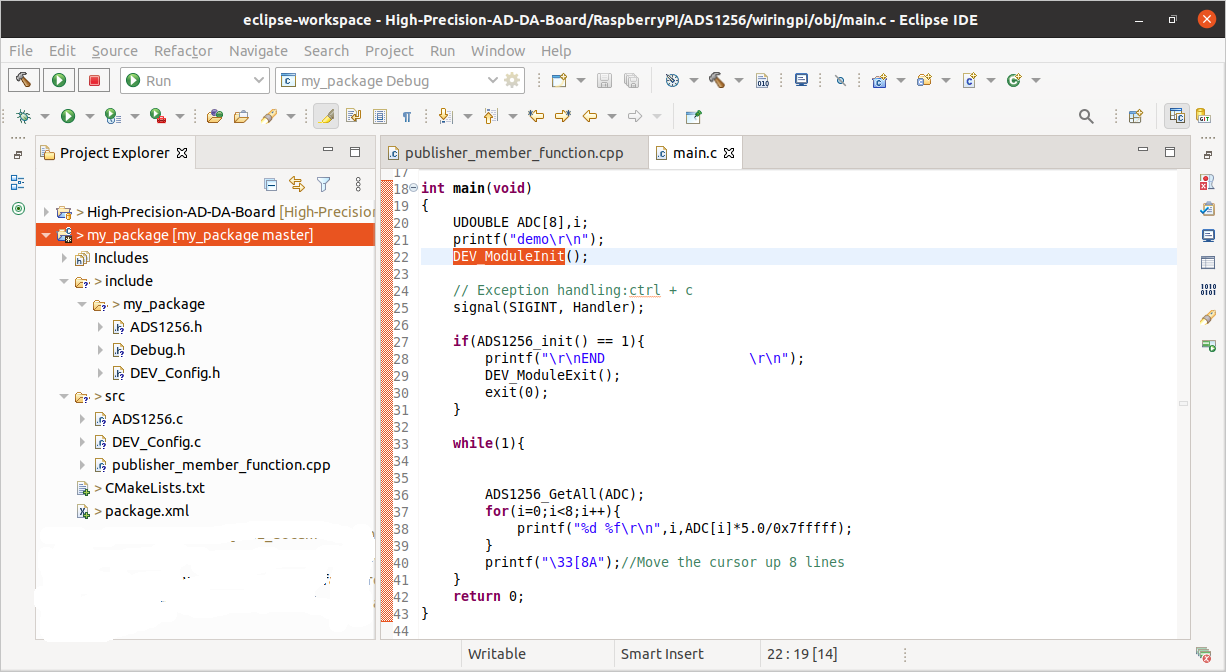 eclipse-workspace - High-Precision-AD-DA-Board/RaspberryPI/ADS1256/wiringpi/obj/main.c - Eclipse IDE
File Edit Source Refactor Navigate Search Project Run Window Help
Run
my_package Debug
Project Explorer
publisher_member_function.cpp
main.c
> High-Precision-AD-DA-Board [High-Precision
> my_package [my_package master]
Includes
> include
> my_package
ADS1256.h
Debug.h
DEV_Config.h
> src
ADS1256.c
DEV_Config.c
> publisher_member_function.cpp
> CMakeLists.txt
> package.xml
17
18 int main(void)
19 {
20 UDOUBLE ADC[8],i;
21 printf("demo\r\n");
22 DEV_ModuleInit();
23
24 // Exception handling:ctrl + c
25 signal(SIGINT, Handler);
26
27 if(ADS1256_init() == 1){
28 printf("\r\nEND                  \r\n");
29 DEV_ModuleExit();
30 exit(0);
31 }
32
33 while(1){
34
35
36 ADS1256_GetAll(ADC);
37 for(i=0;i<8;i++){
38 printf("%d %f\r\n",i,ADC[i]*5.0/0x7fffff);
39 }
40 printf("\33[8A");//Move the cursor up 8 lines
41 }
42 return 0;
43 }
44
Writable
Smart Insert
22 : 19 [14]